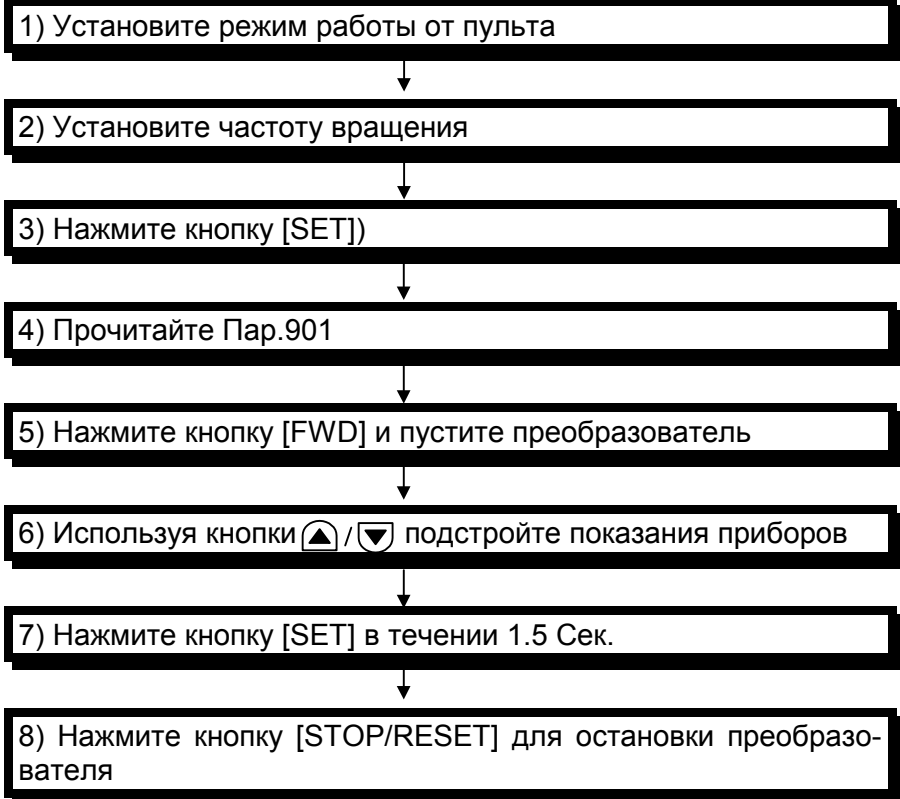 1) Установите режим работы от пульта
2) Установите частоту вращения
3) Нажмите кнопку [SET])
4) Прочитайте Пар.901
5) Нажмите кнопку [FWD] и пустите преобразователь
6) Используя кнопки ▲ / ▼ подстройте показания приборов
7) Нажмите кнопку [SET] в течении 1.5 Сек.
8) Нажмите кнопку [STOP/RESET] для остановки преобразо-
вателя